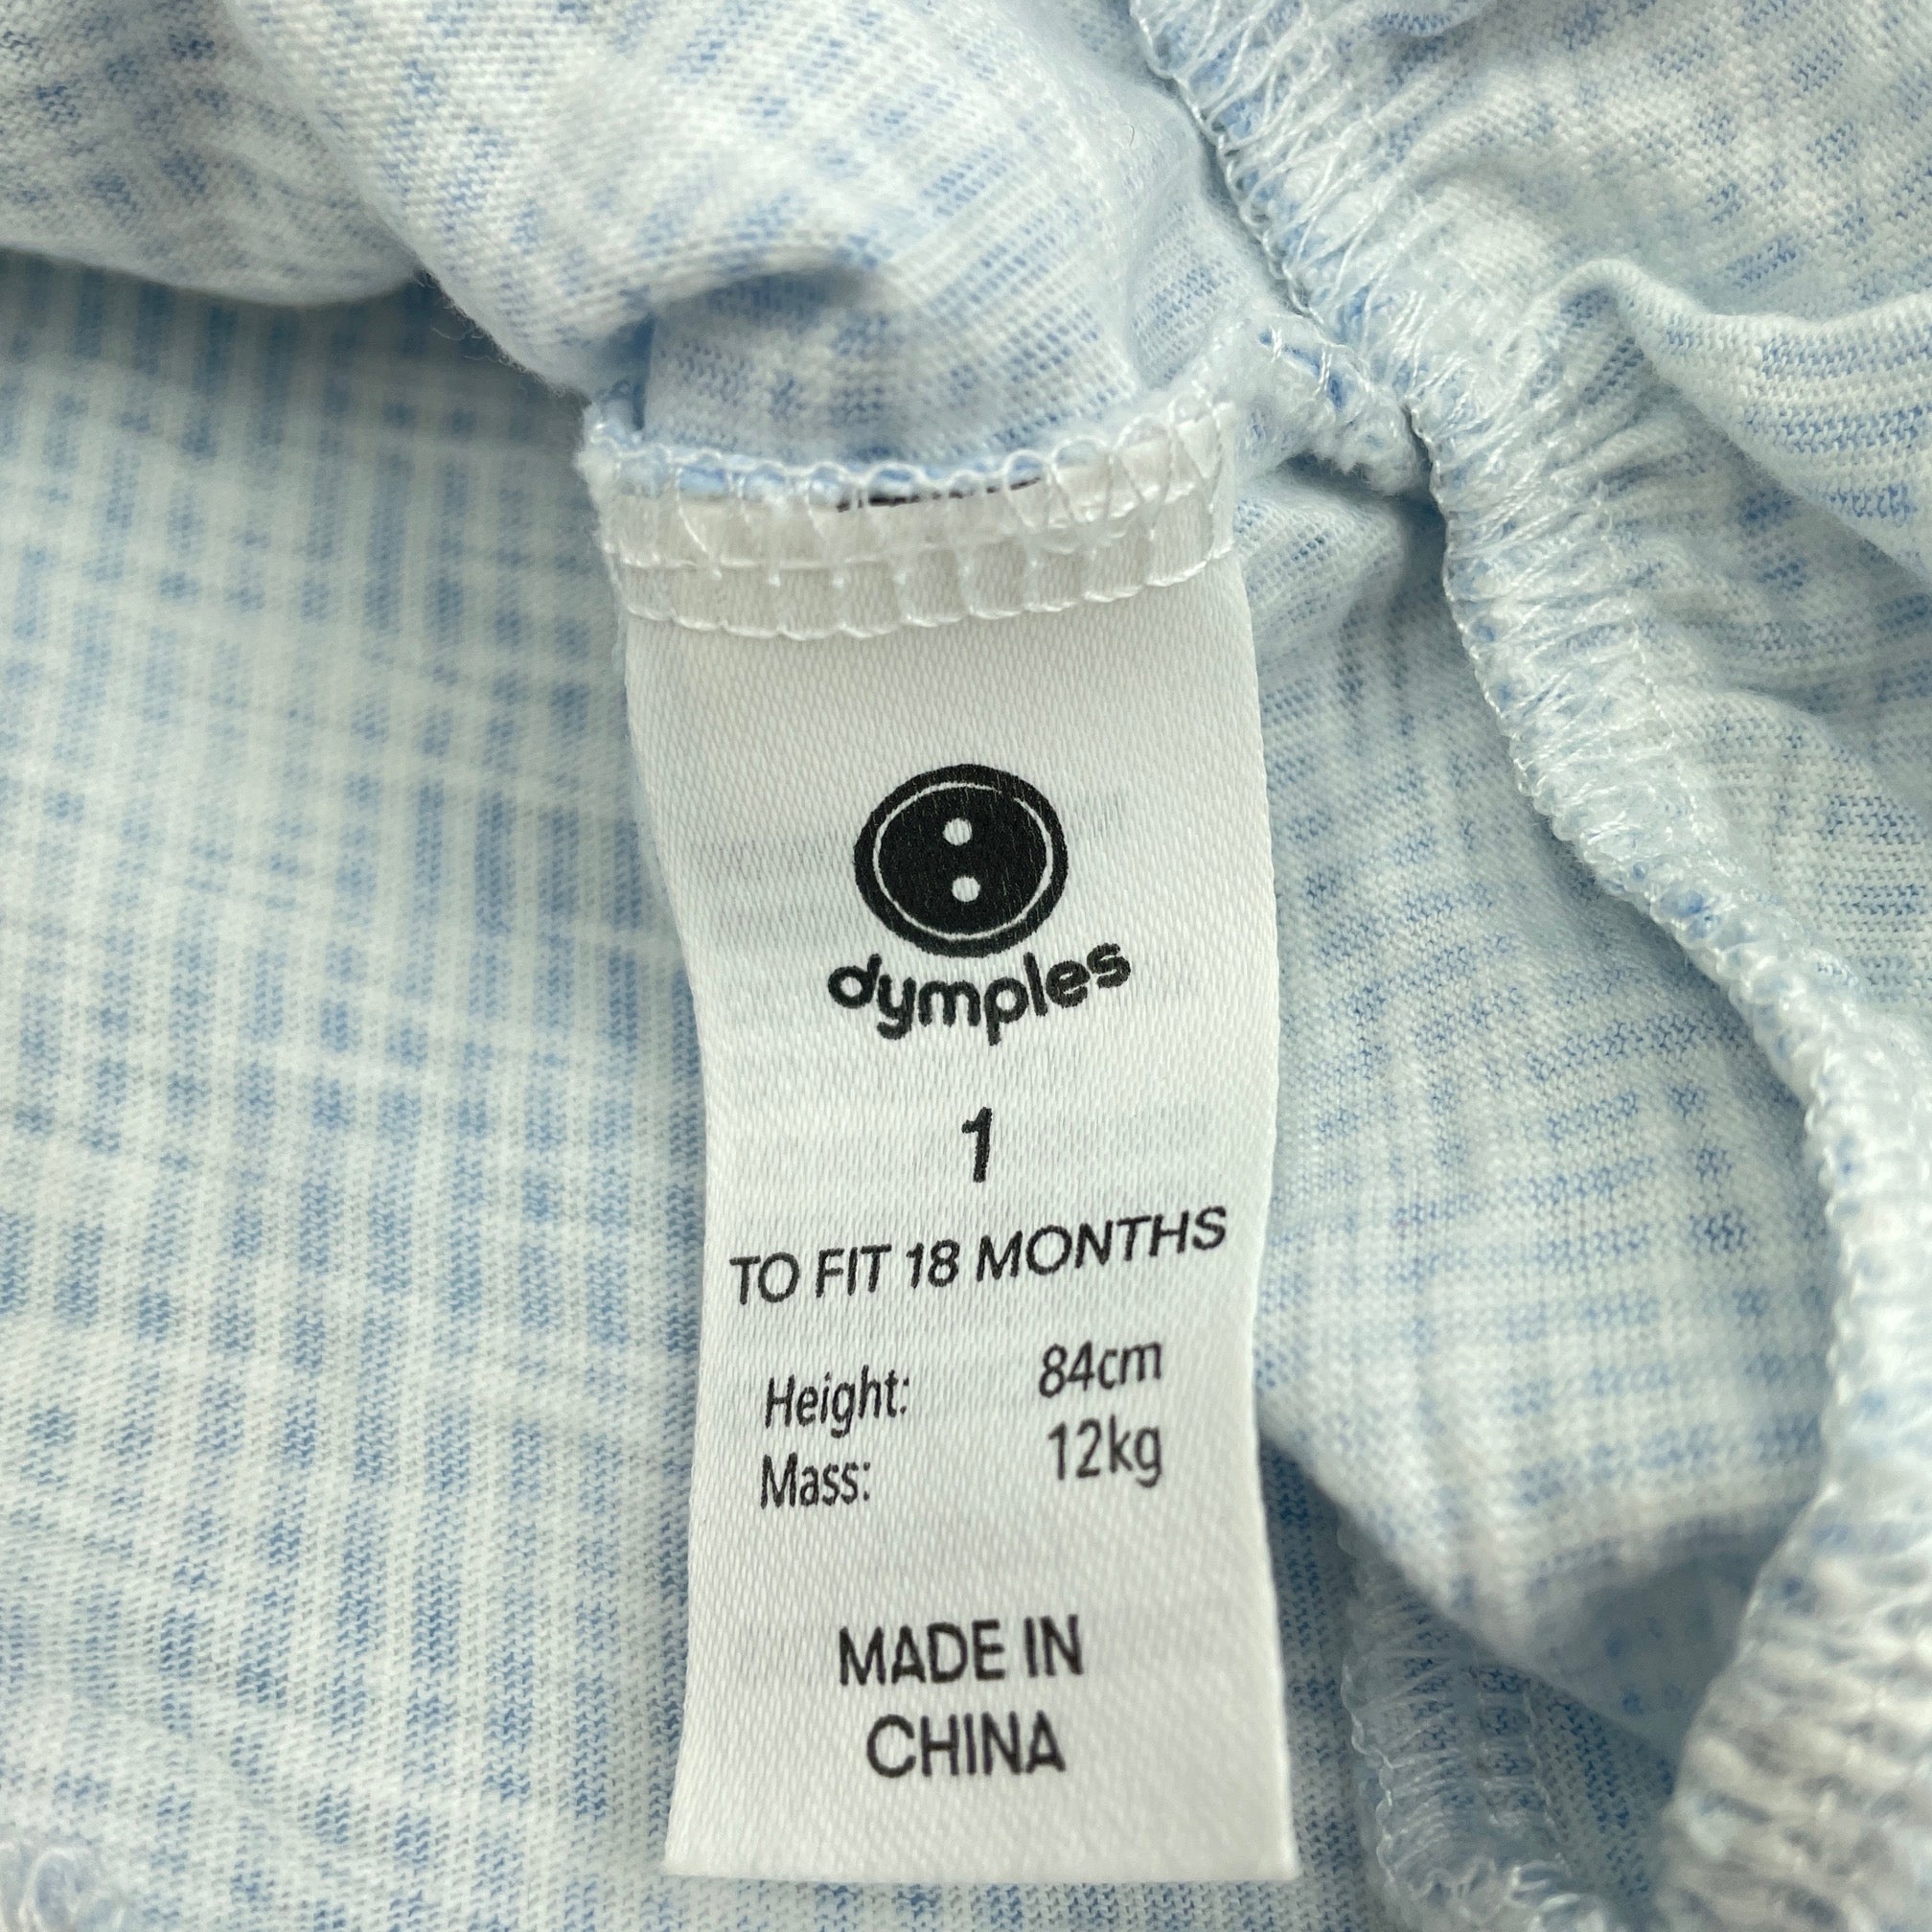 dymples
1
TO FIT 18 MONTHS
Height: 84cm
Mass: 12kg
MADE IN
CHINA